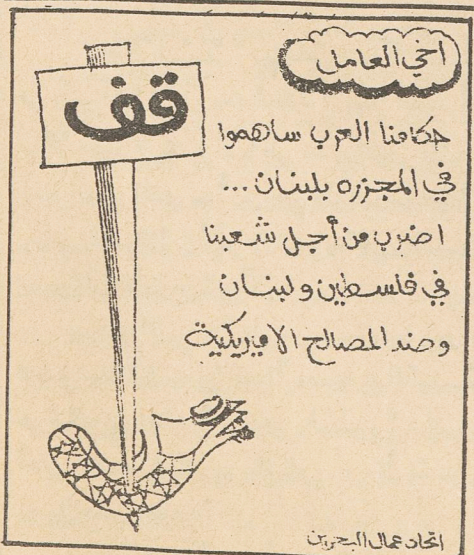 اخي العامل
قف
حكامنا العرب ساهموا
في المجزره بلبنان...
اضرب من أجل شعبنا
في فلسطين ولبنان
وضد المصالح الاميريكية
اتحاد عمال البحرين